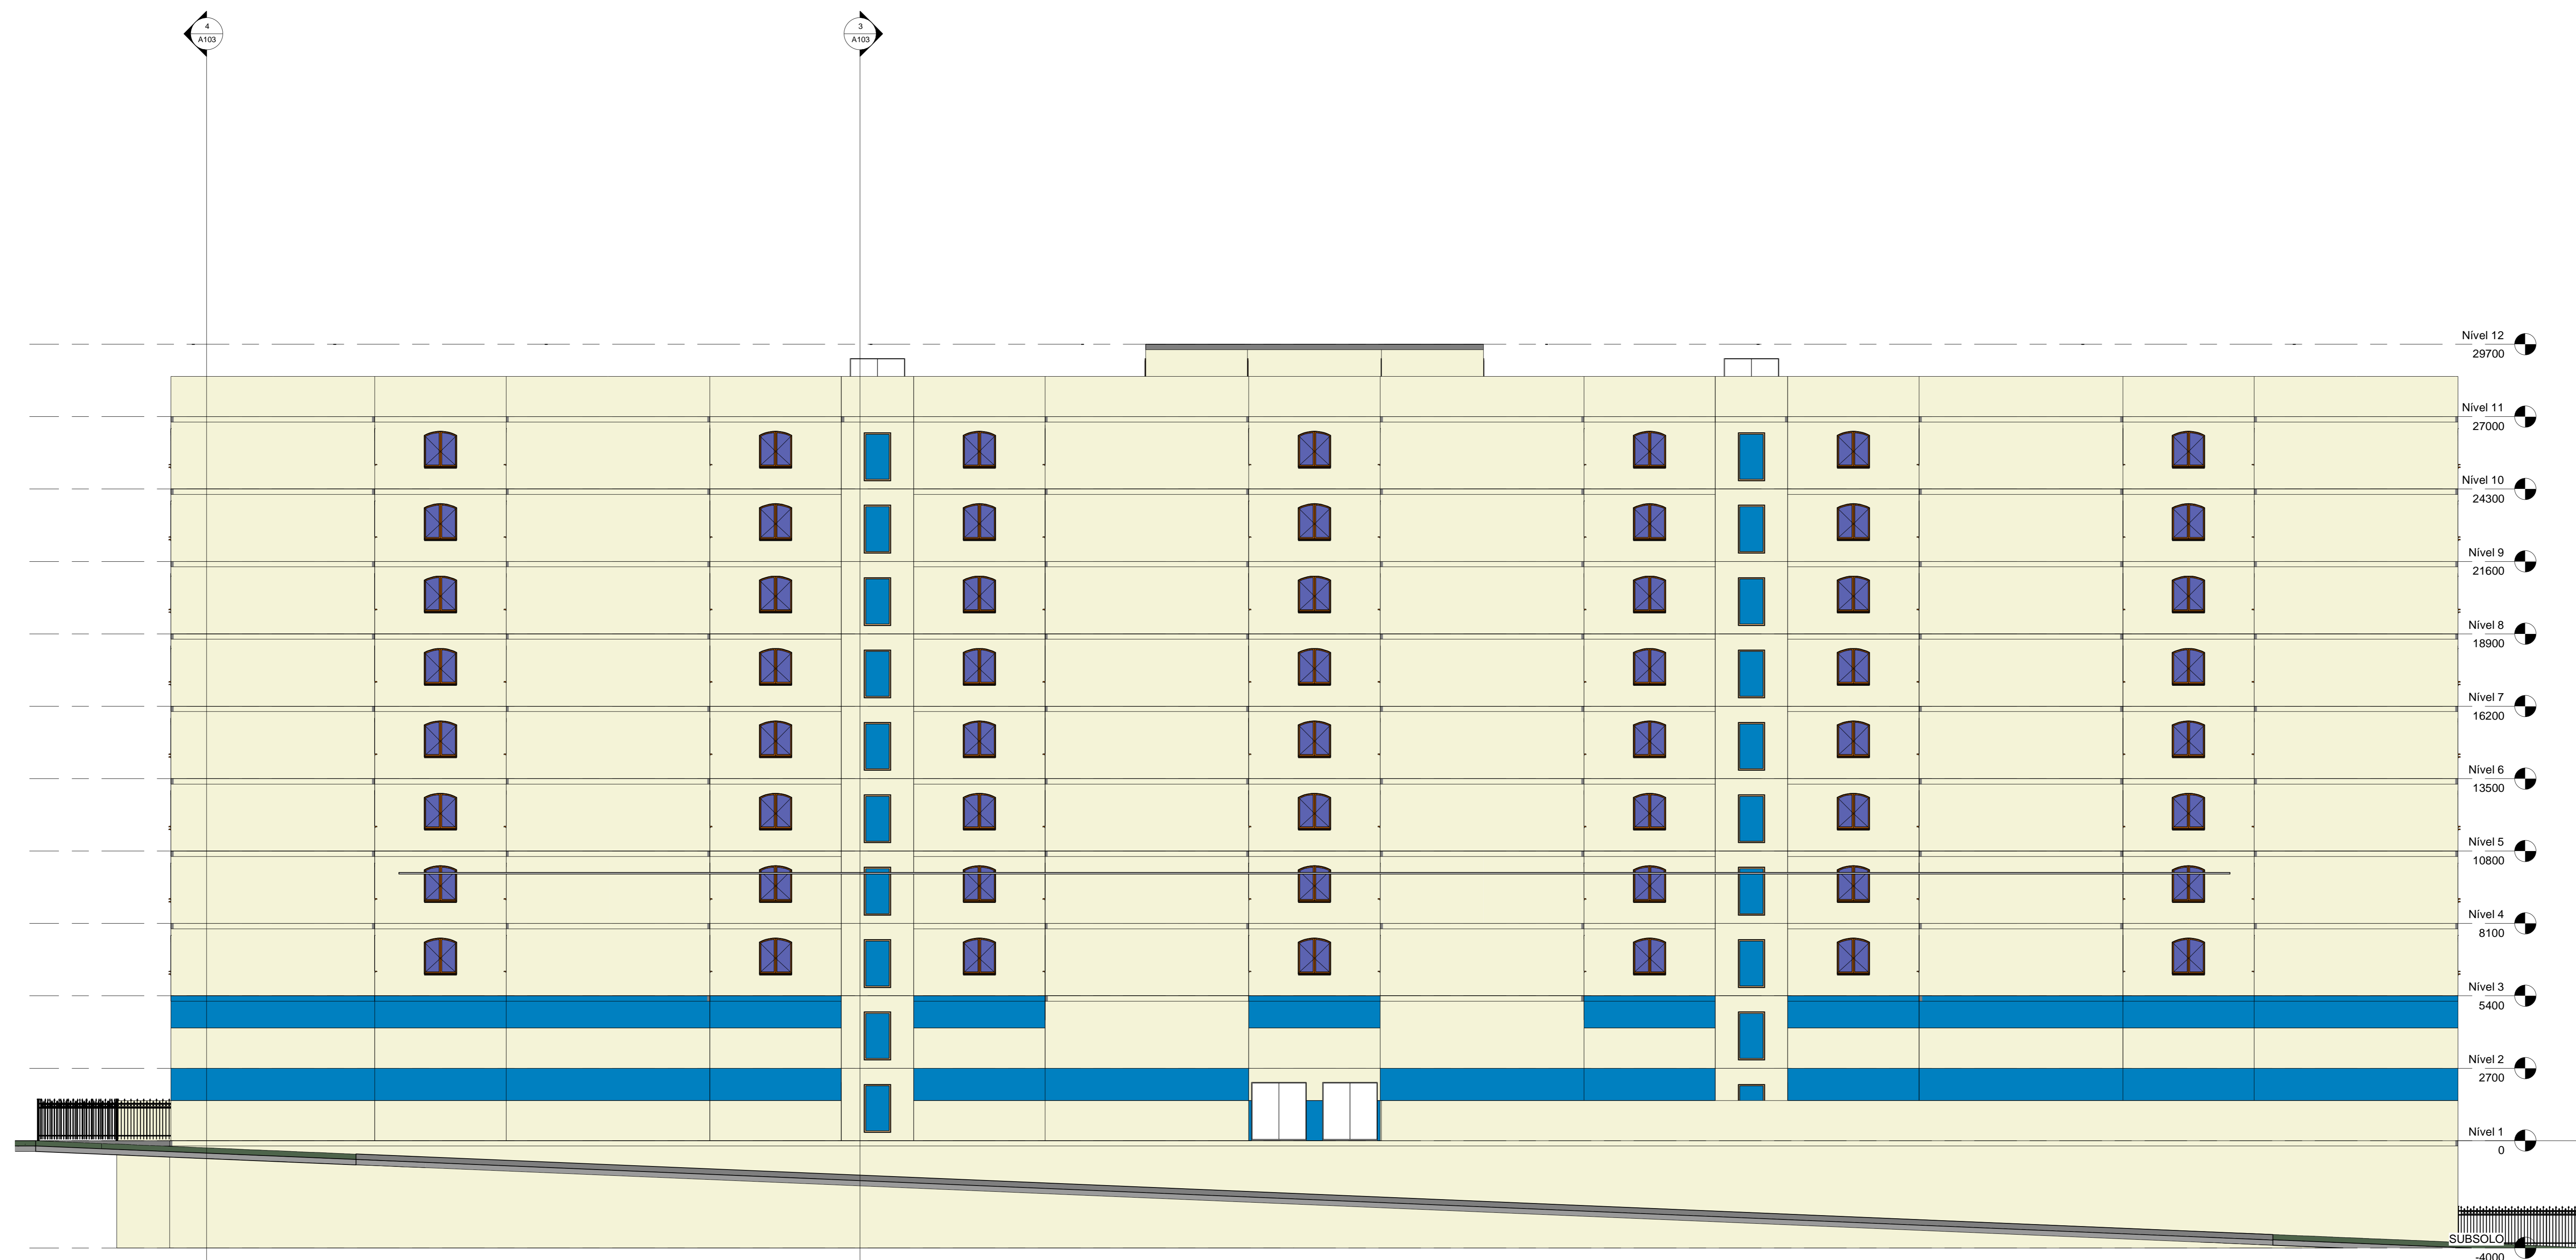 4
A103
3
A103
Nível 12
29700
Nível 11
27000
Nível 10
24300
Nível 9
21600
Nível 8
18900
Nível 7
16200
Nível 6
13500
Nível 5
10800
Nível 4
8100
Nível 3
5400
Nível 2
2700
Nível 1
0
SUBSOLO
-4000